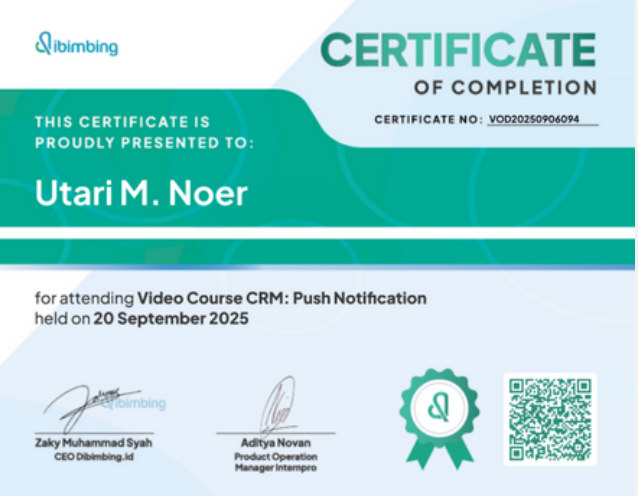 dibimbing
CERTIFICATE
OF COMPLETION
CERTIFICATE NO: VOD20250906094
THIS CERTIFICATE IS
PROUDLY PRESENTED TO:
Utari M. Noer
for attending Video Course CRM: Push Notification
held on 20 September 2025
dibimbing
Zaky Muhammad Syah
CEO Dibimbing.id
Aditya Novan
Product Operation
Manager Internpro